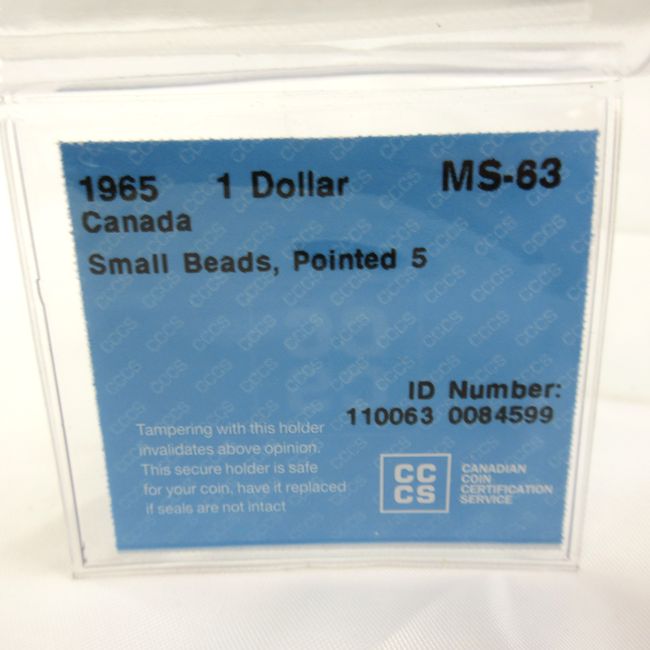 1965 1 Dollar MS-63
Canada
Small Beads, Pointed 5
ID Number:
110063 0084599
Tampering with this holder
invalidates above opinion.
This secure holder is safe
for your coin, have it replaced
if seals are not intact
CC
CS
CANADIAN
COIN
CERTIFICATION
SERVICE